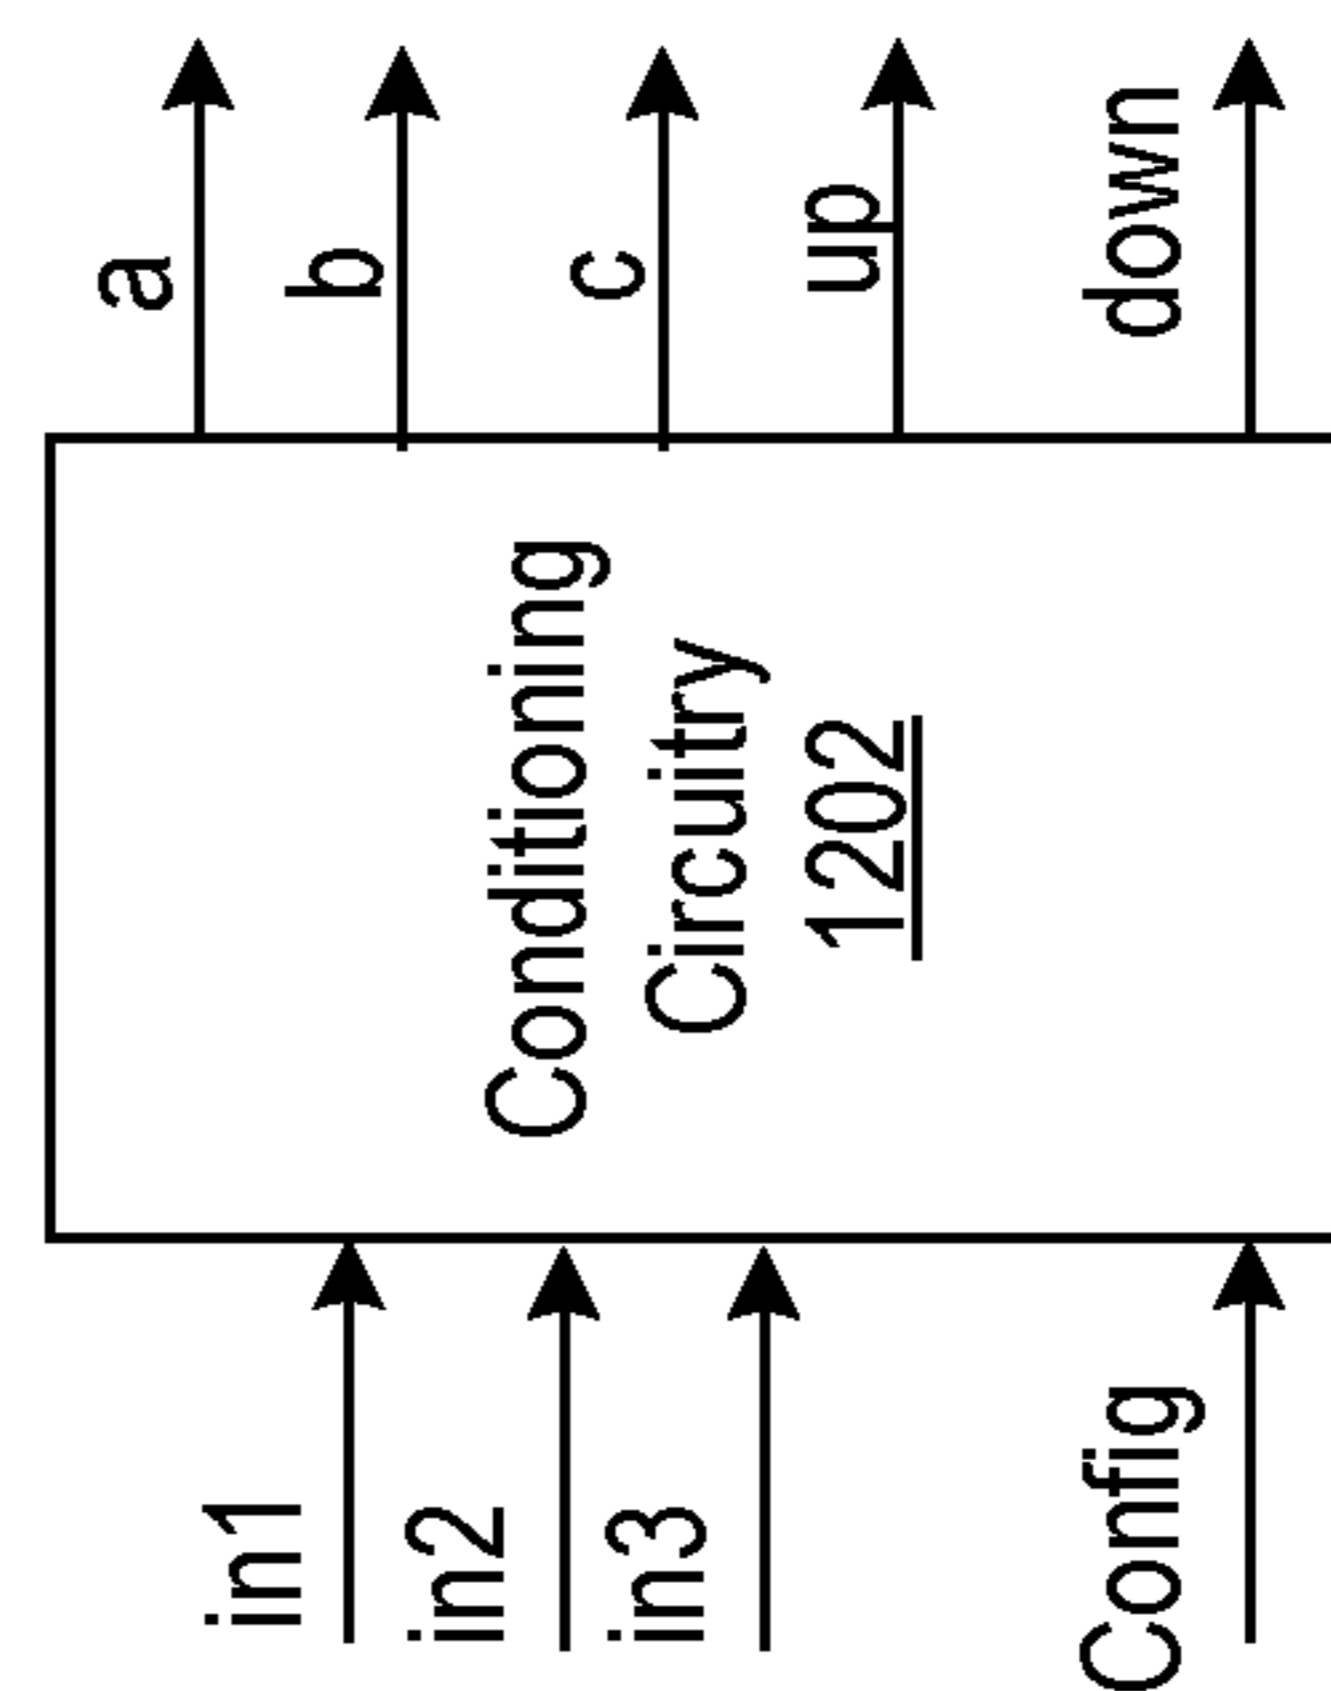 in1
in2
in3
Config
Conditioning
Circuitry
1202
a
b
c
up
down